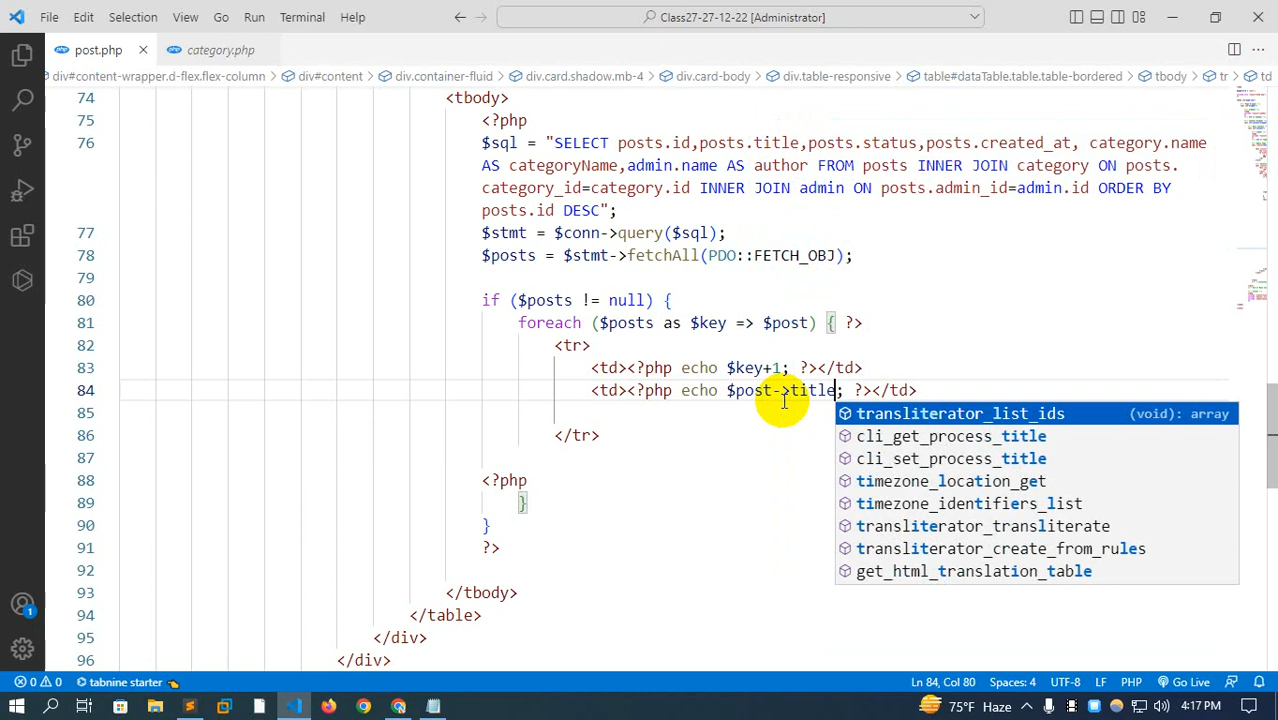 File Edit Selection View Go Run Terminal Help Class27-27-12-22 [Administrator]
post.php category.php
div#content-wrapper.d-flex.flex-column div#content div.container-fluid div.card.shadow.mb-4 div.card-body div.table-responsive table#dataTable.table.table-bordered tbody tr td
74 <tbody>
75 <?php
76 $sql = "SELECT posts.id,posts.title,posts.status,posts.created_at, category.name
AS categoryName,admin.name AS author FROM posts INNER JOIN category ON posts.
category_id=category.id INNER JOIN admin ON posts.admin_id=admin.id ORDER BY
posts.id DESC";
77 $stmt = $conn->query($sql);
78 $posts = $stmt->fetchAll(PDO::FETCH_OBJ);
79
80 if ($posts != null) {
81 foreach ($posts as $key => $post) { ?>
82 <tr>
83 <td><?php echo $key+1; ?></td>
84 <td><?php echo $post->title; ?></td>
85 transliterator_list_ids (void): array
86 </tr> cli_get_process_title
87 cli_set_process_title
88 <?php timezone_location_get
89 } timezone_identifiers_list
90 } transliterator_transliterate
91 ?> transliterator_create_from_rules
92 get_html_translation_table
93 </tbody>
94 </table>
95 </div>
96 </div>
0 0 tabnine starter Ln 84, Col 80 Spaces: 4 UTF-8 LF PHP Go Live
1
75°F Haze 4:17 PM